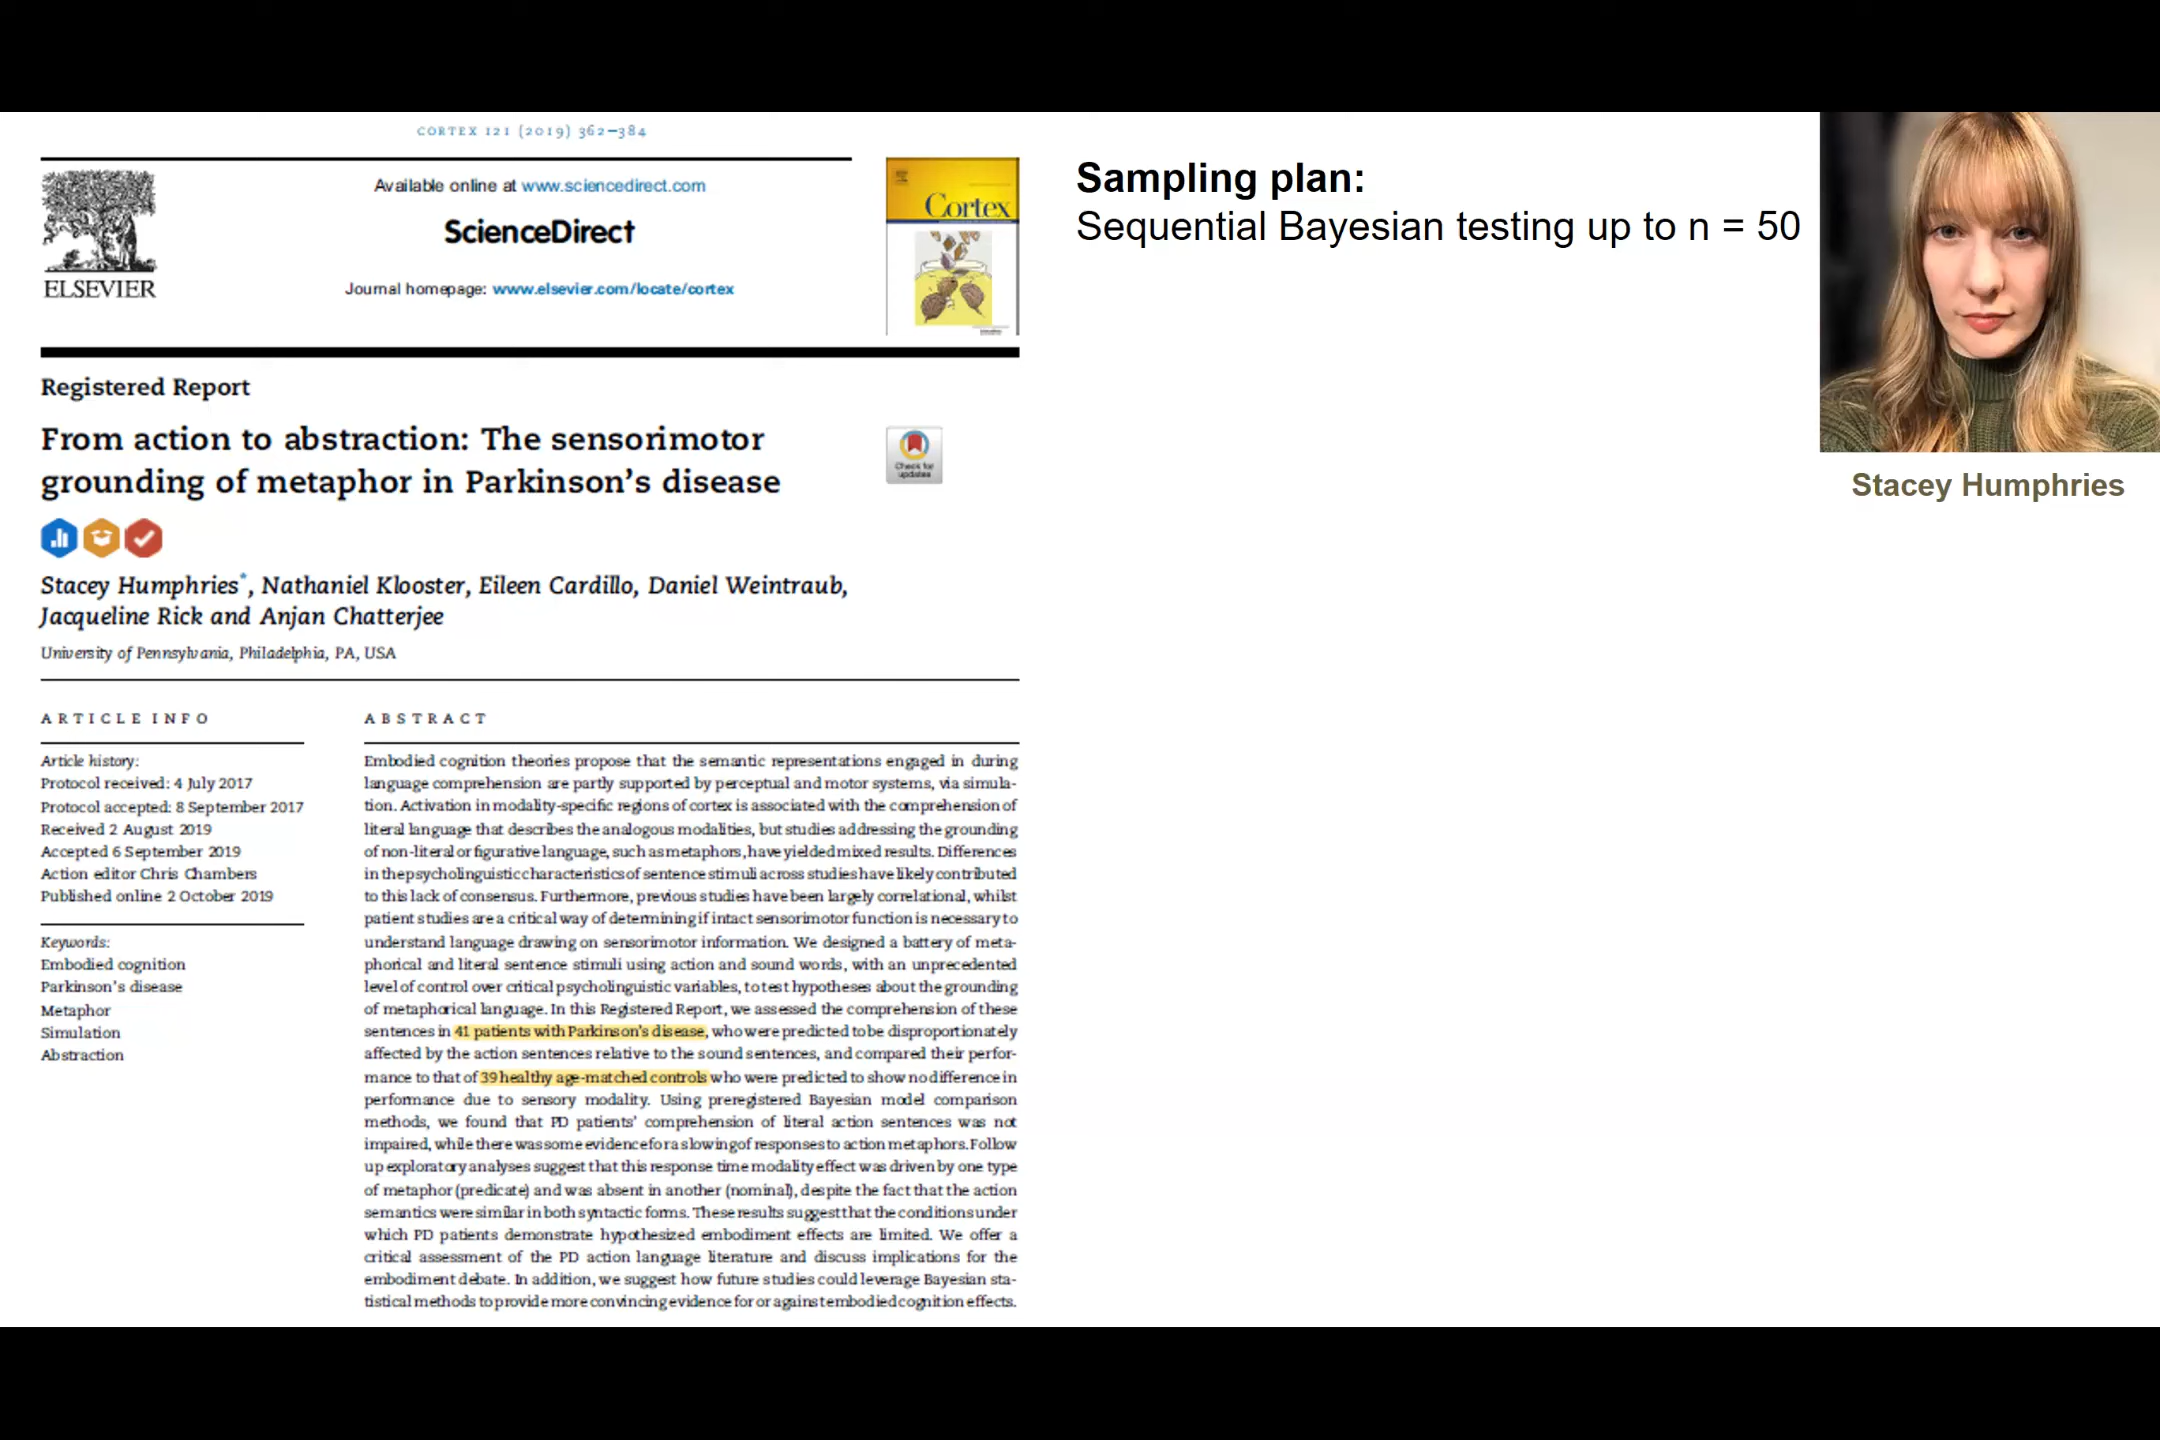 CORTEX 121 (2019) 362–384
Available online at www.sciencedirect.com
ScienceDirect
Journal homepage: www.elsevier.com/locate/cortex
ELSEVIER
Cortex
Registered Report
From action to abstraction: The sensorimotor
grounding of metaphor in Parkinson's disease
Check for
updates
Stacey Humphries*, Nathaniel Klooster, Eileen Cardillo, Daniel Weintraub,
Jacqueline Rick and Anjan Chatterjee
University of Pennsylvania, Philadelphia, PA, USA
ARTICLE INFO
Article history:
Protocol received: 4 July 2017
Protocol accepted: 8 September 2017
Received 2 August 2019
Accepted 6 September 2019
Action editor Chris Chambers
Published online 2 October 2019
Keywords:
Embodied cognition
Parkinson's disease
Metaphor
Simulation
Abstraction
ABSTRACT
Embodied cognition theories propose that the semantic representations engaged in during
language comprehension are partly supported by perceptual and motor systems, via simula-
tion. Activation in modality-specific regions of cortex is associated with the comprehension of
literal language that describes the analogous modalities, but studies addressing the grounding
of non-literal or figurative language, such as metaphors, have yielded mixed results. Differences
in the psycholinguistic characteristics of sentence stimuli across studies have likely contributed
to this lack of consensus. Furthermore, previous studies have been largely correlational, whilst
patient studies are a critical way of determining if intact sensorimotor function is necessary to
understand language drawing on sensorimotor information. We designed a battery of meta-
phorical and literal sentence stimuli using action and sound words, with an unprecedented
level of control over critical psycholinguistic variables, to test hypotheses about the grounding
of metaphorical language. In this Registered Report, we assessed the comprehension of these
sentences in 41 patients with Parkinson's disease, who were predicted to be disproportionately
affected by the action sentences relative to the sound sentences, and compared their perfor-
mance to that of 39 healthy age-matched controls who were predicted to show no difference in
performance due to sensory modality. Using preregistered Bayesian model comparison
methods, we found that PD patients' comprehension of literal action sentences was not
impaired, while there was some evidence for a slowing of responses to action metaphors. Follow
up exploratory analyses suggest that this response time modality effect was driven by one type
of metaphor (predicate) and was absent in another (nominal), despite the fact that the action
semantics were similar in both syntactic forms. These results suggest that the conditions under
which PD patients demonstrate hypothesized embodiment effects are limited. We offer a
critical assessment of the PD action language literature and discuss implications for the
embodiment debate. In addition, we suggest how future studies could leverage Bayesian sta-
tistical methods to provide more convincing evidence for or against embodied cognition effects.
Sampling plan:
Sequential Bayesian testing up to n = 50
Stacey Humphries